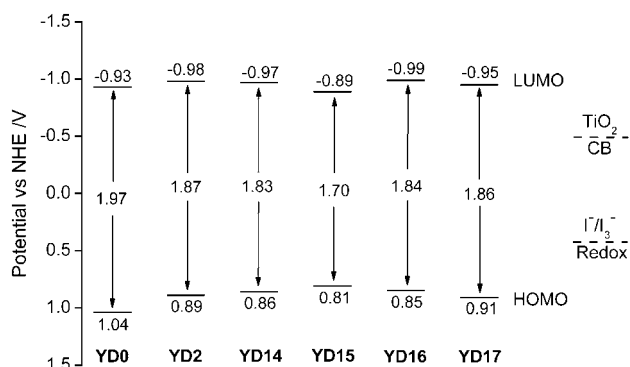 -1.5
-1.0
-0.5
0.0
0.5
1.0
1.5
Potential vs NHE /V
-0.93 -0.98 -0.97 -0.89 -0.99 -0.95 LUMO
TiO₂
CB
1.97 1.87 1.83 1.70 1.84 1.86
I⁻/I₃⁻
Redox
1.04 0.89 0.86 0.81 0.85 0.91 HOMO
YD0 YD2 YD14 YD15 YD16 YD17